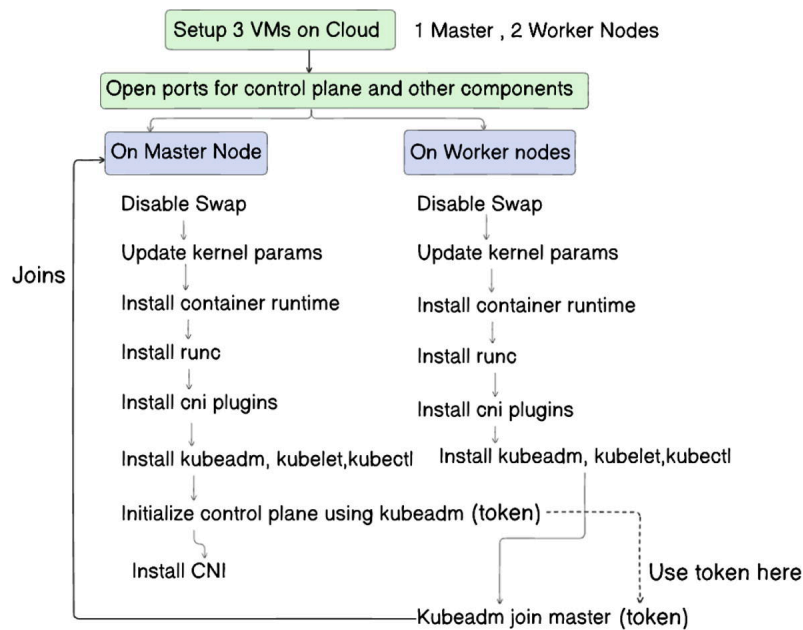 Setup 3 VMs on Cloud
1 Master , 2 Worker Nodes
Open ports for control plane and other components
On Master Node
Disable Swap
Update kernel params
Install container runtime
Install runc
Install cni plugins
Install kubeadm, kubelet,kubectl
Initialize control plane using kubeadm (token)
Install CNI
On Worker nodes
Disable Swap
Update kernel params
Install container runtime
Install runc
Install cni plugins
Install kubeadm, kubelet,kubectl
Use token here
Kubeadm join master (token)
Joins